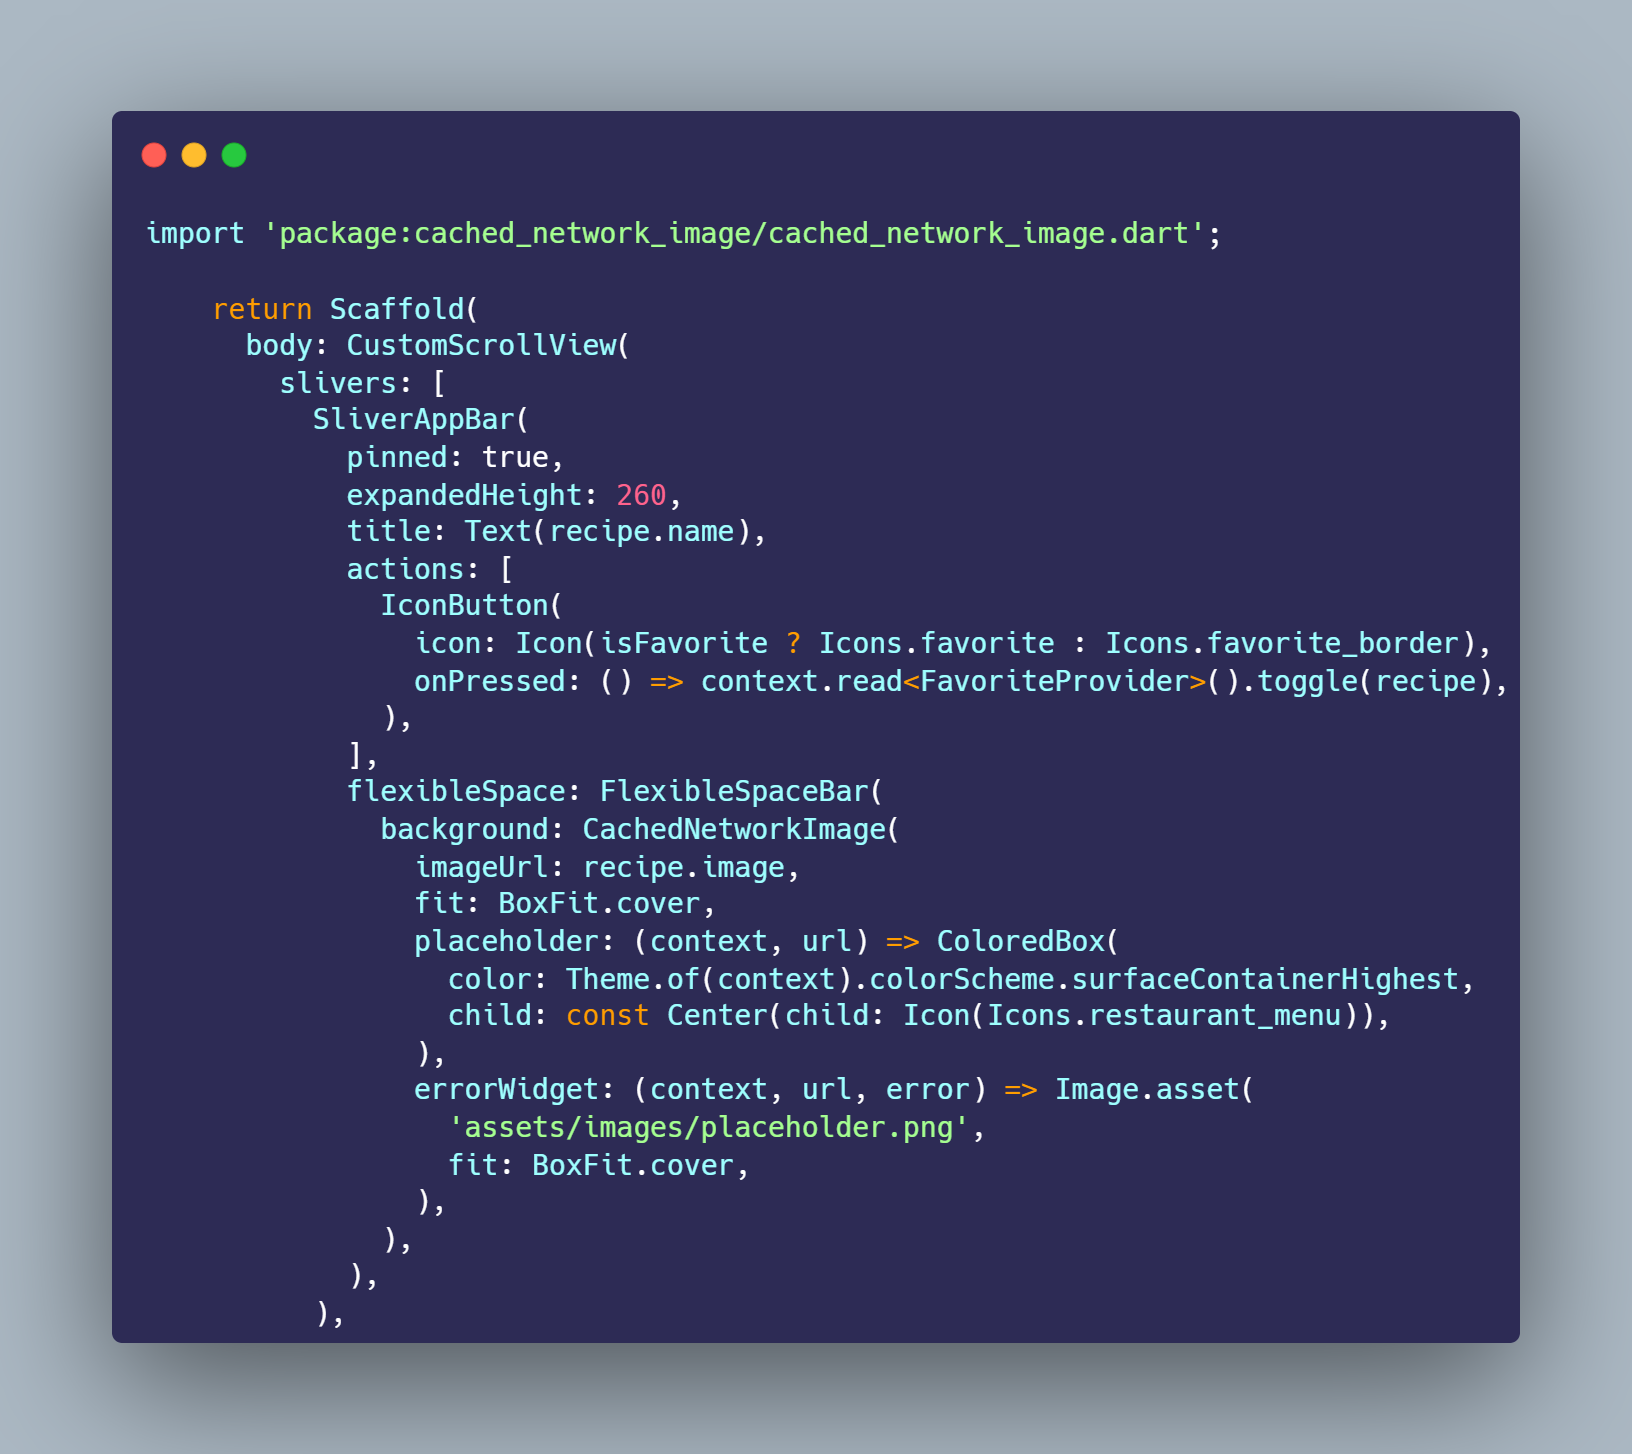 import 'package:cached_network_image/cached_network_image.dart';
return Scaffold(
body: CustomScrollView(
slivers: [
SliverAppBar(
pinned: true,
expandedHeight: 260,
title: Text(recipe.name),
actions: [
IconButton(
icon: Icon(isFavorite ? Icons.favorite : Icons.favorite_border),
onPressed: () => context.read<FavoriteProvider>().toggle(recipe),
),
],
flexibleSpace: FlexibleSpaceBar(
background: CachedNetworkImage(
imageUrl: recipe.image,
fit: BoxFit.cover,
placeholder: (context, url) => ColoredBox(
color: Theme.of(context).colorScheme.surfaceContainerHighest,
child: const Center(child: Icon(Icons.restaurant_menu)),
),
errorWidget: (context, url, error) => Image.asset(
'assets/images/placeholder.png',
fit: BoxFit.cover,
),
),
),
),